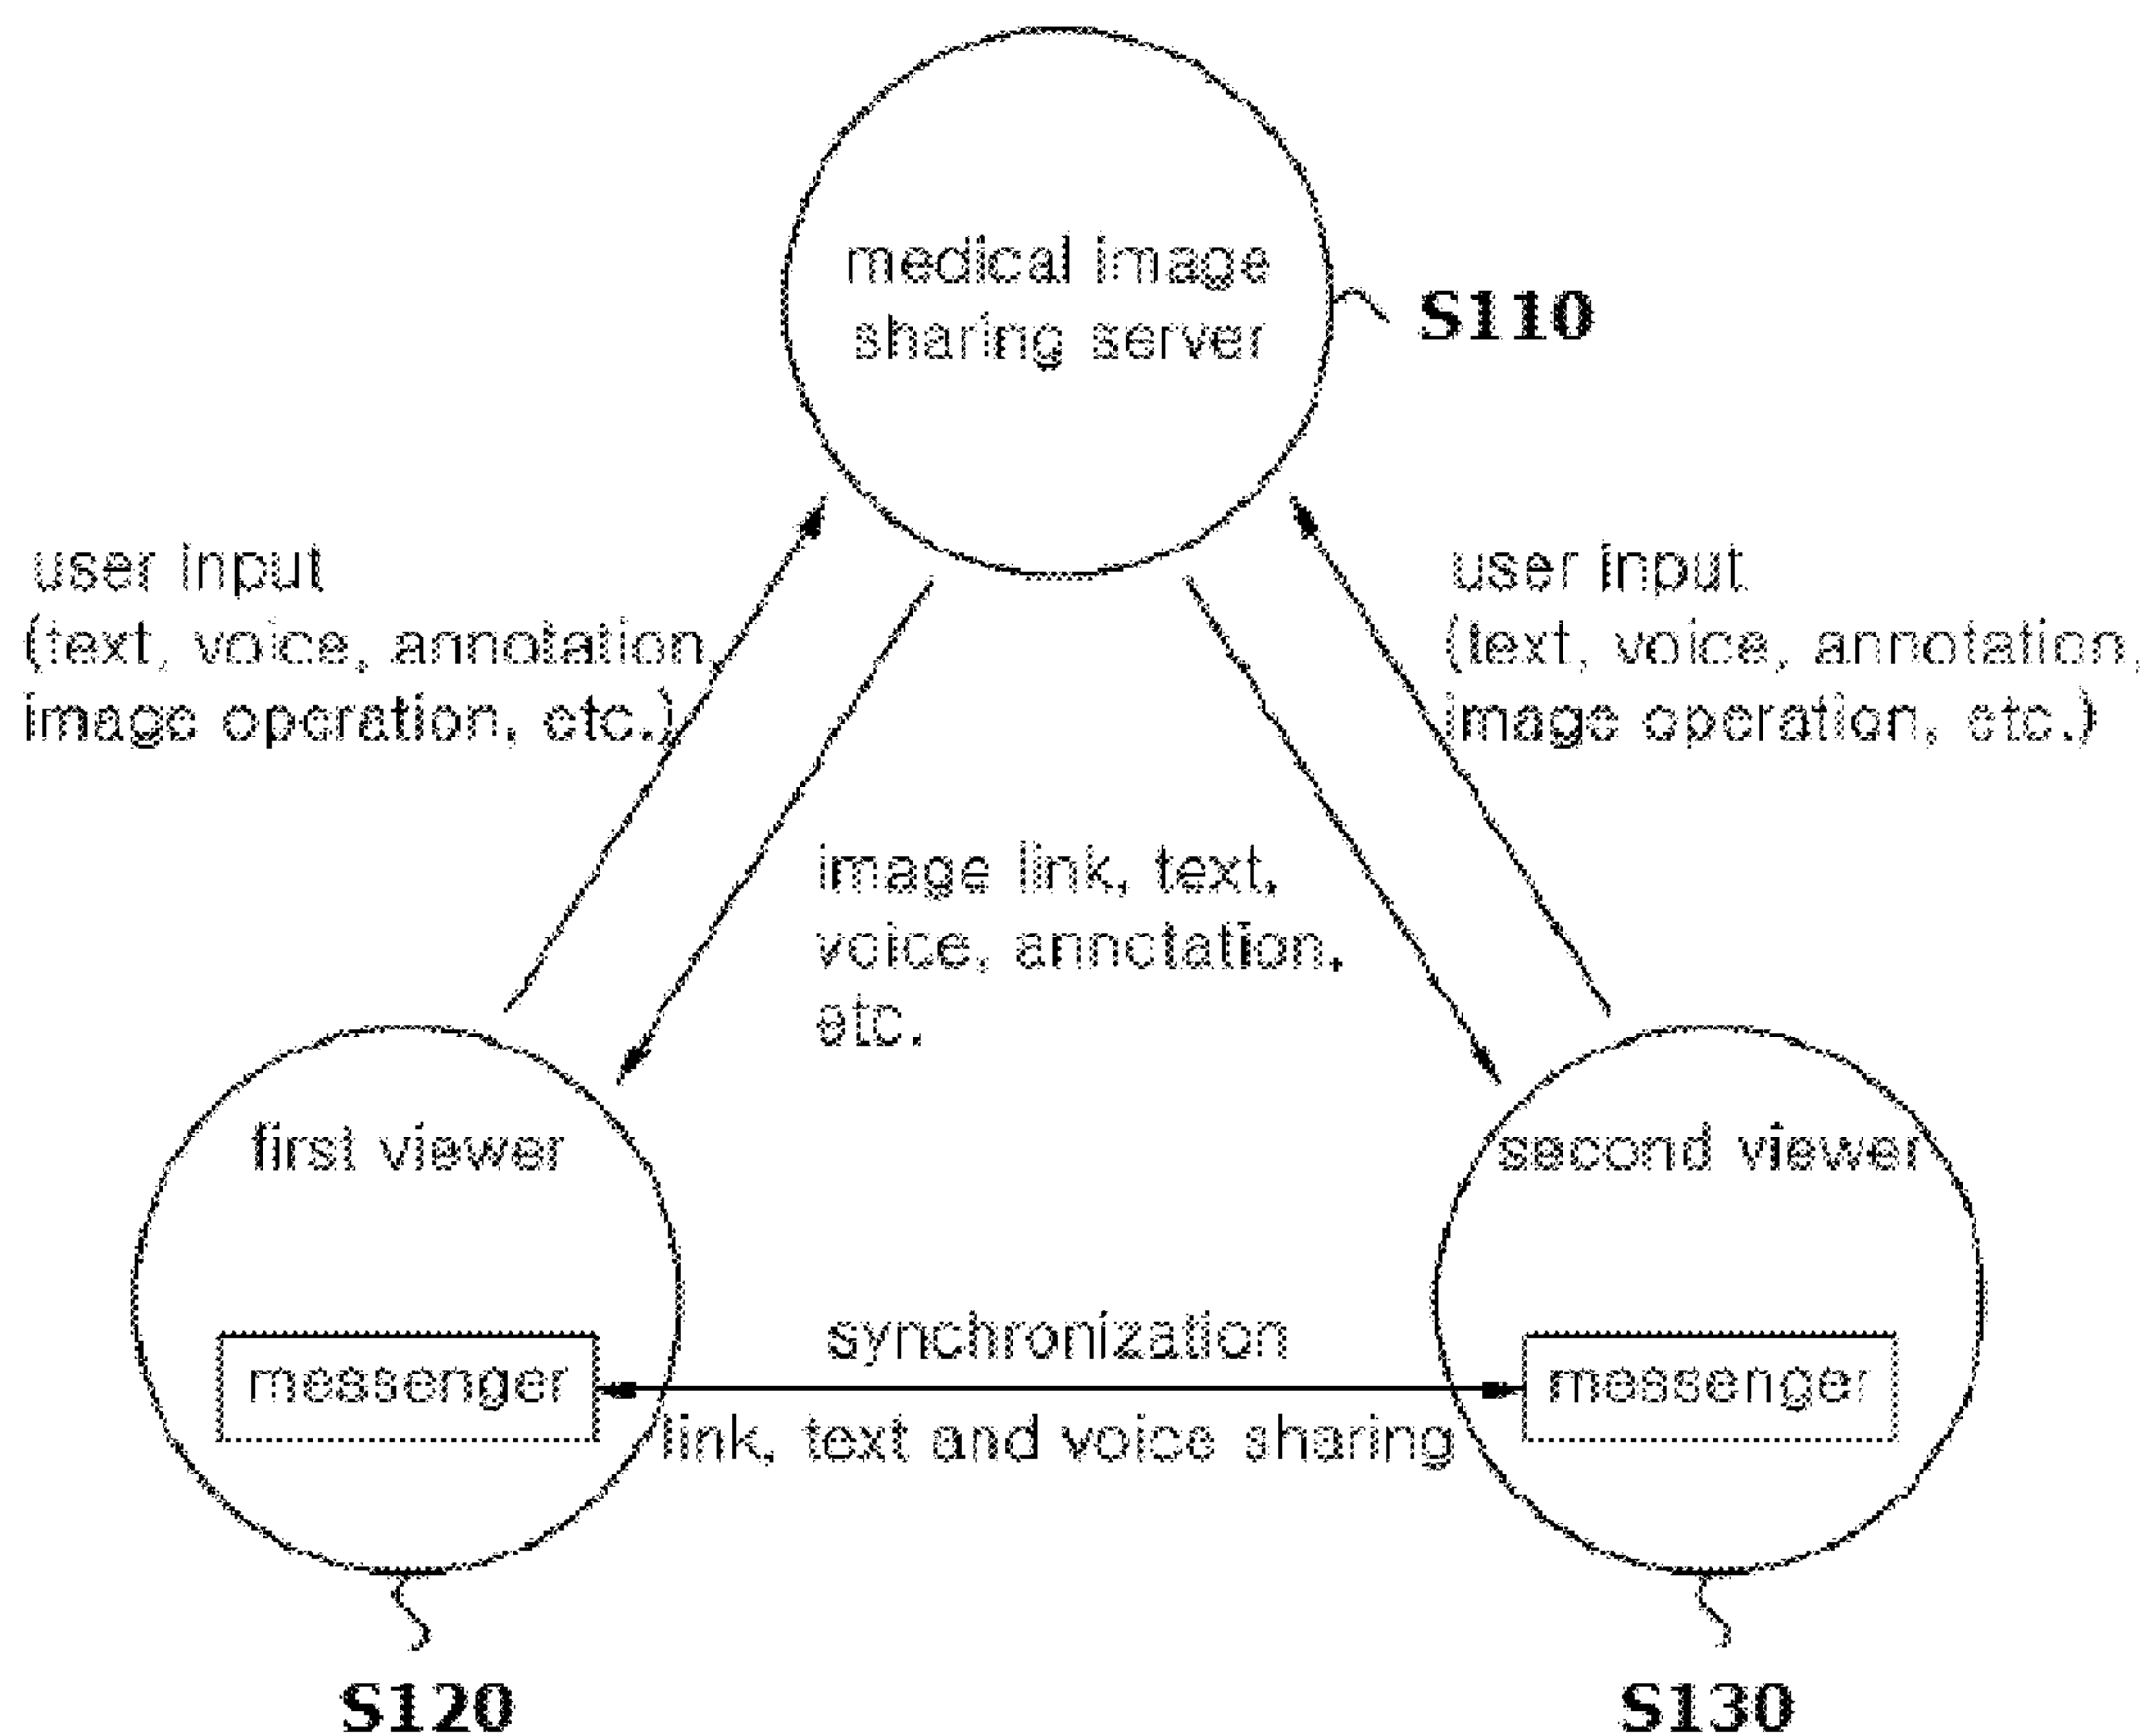 medical image
sharing server
S110
user input
(text, voice, annotation,
image operation, etc.)
user input
(text, voice, annotation,
image operation, etc.)
image link, text,
voice, annotation,
etc.
first viewer
second viewer
synchronization
messenger
messenger
link, text and voice sharing
S120
S130